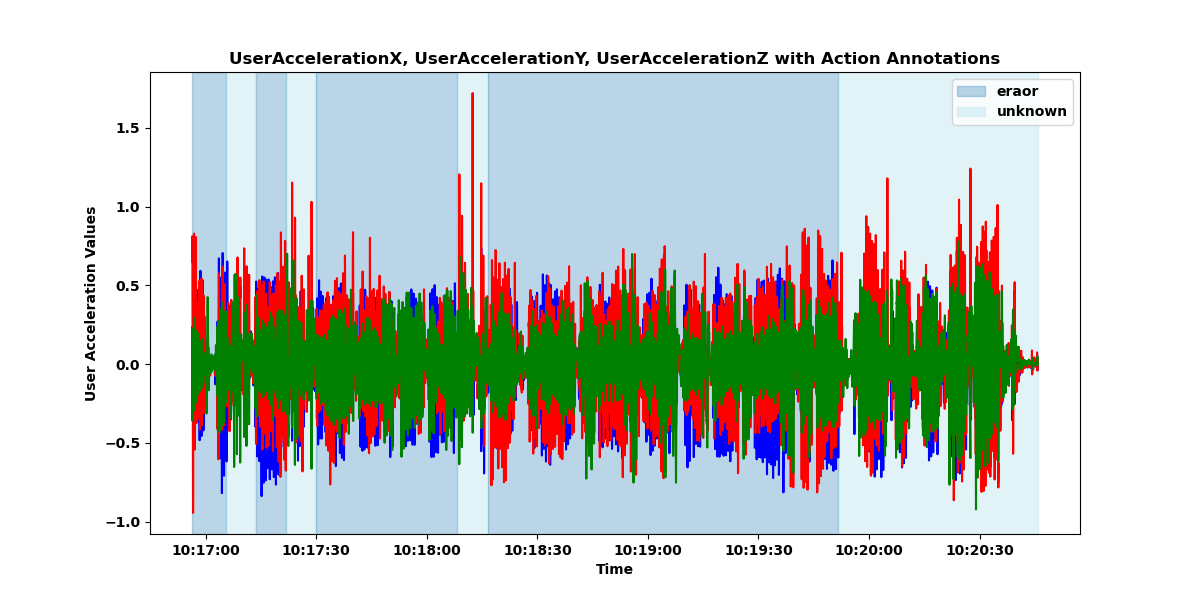 UserAccelerationX, UserAccelerationY, UserAccelerationZ with Action Annotations
eraor
unknown
User Acceleration Values
1.5
1.0
0.5
0.0
−0.5
−1.0
10:17:00 10:17:30 10:18:00 10:18:30 10:19:00 10:19:30 10:20:00 10:20:30
Time